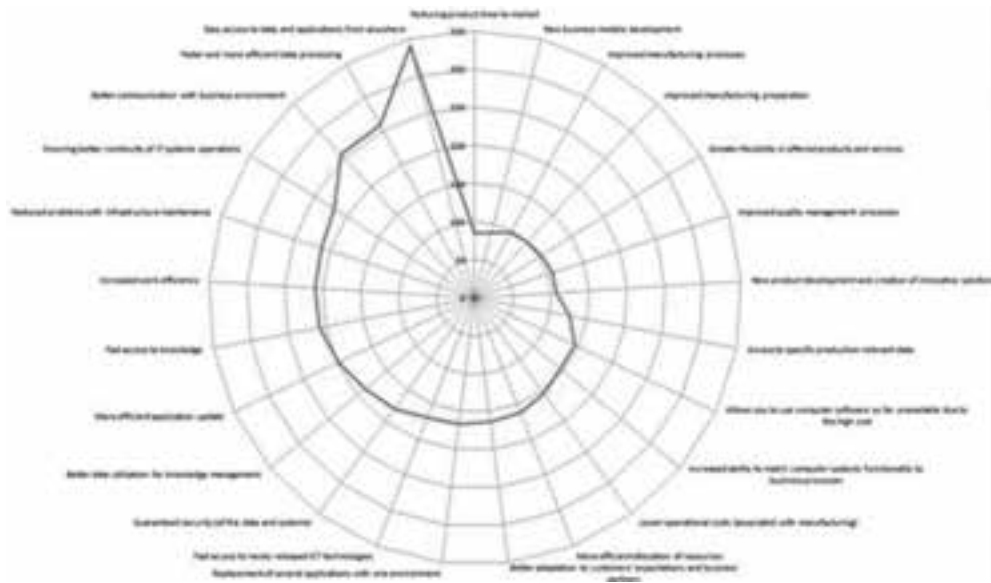 Reducing product time to market
New business models development
Improved manufacturing processes
Improved manufacturing preparation
Greater flexibility in offered products and services
Improved quality management processes
New product development and creation of innovative solutions
Access to specific production relevant data
Allows you to use computer software so far unavailable due to
the high cost
Increased ability to match computer systems functionality to
business processes
Lower operational costs (associated with manufacturing)
More efficient allocation of resources
Better adaptation to customers' expectations and business
partners
Replacement of several applications with one environment
Fast access to newly released ICT technologies
Guaranteed security (of the data and systems)
Better data utilization for knowledge management
More efficient application update
Fast access to knowledge
Increased work efficiency
Reduced problems with infrastructure maintenance
Ensuring better continuity of IT systems operations
Better communication with business environment
Faster and more efficient data processing
Easy access to data and applications from anywhere